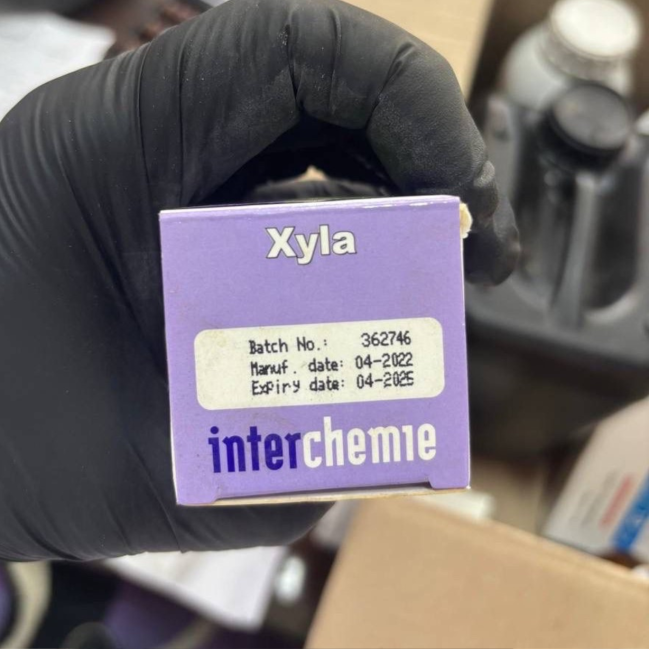 Xyla
Batch No.: 362746
Manuf. date: 04-2022
Expiry date: 04-2025
interchemie